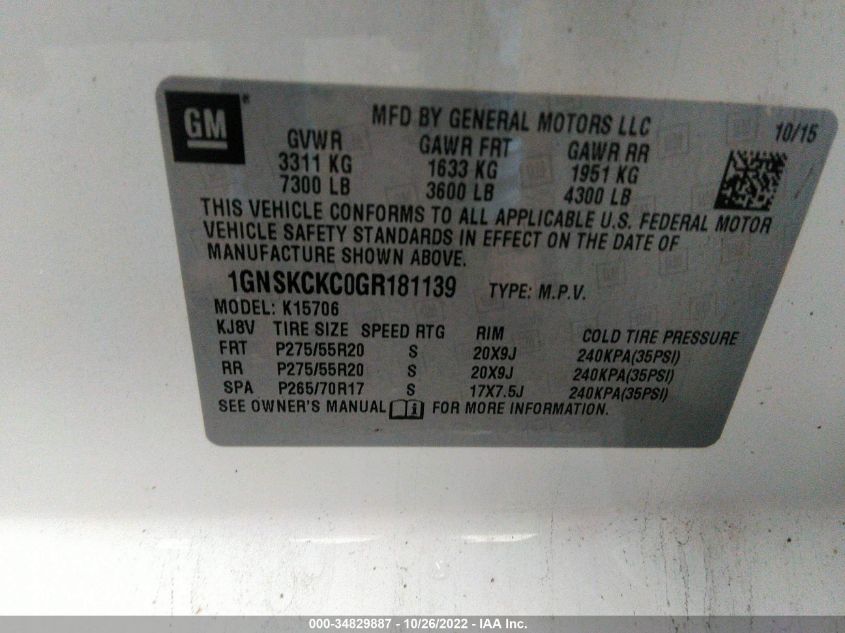 GM®
MFD BY GENERAL MOTORS LLC
10/15
GVWR GAWR FRT GAWR RR
3311 KG 1633 KG 1951 KG
7300 LB 3600 LB 4300 LB
THIS VEHICLE CONFORMS TO ALL APPLICABLE U.S. FEDERAL MOTOR
VEHICLE SAFETY STANDARDS IN EFFECT ON THE DATE OF
MANUFACTURE SHOWN ABOVE.
1GNSKCKC0GR181139 TYPE: M.P.V.
MODEL: K15706
KJ8V TIRE SIZE SPEED RTG RIM COLD TIRE PRESSURE
FRT P275/55R20 S 20X9J 240KPA(35PSI)
RR P275/55R20 S 20X9J 240KPA(35PSI)
SPA P265/70R17 S 17X7.5J 240KPA(35PSI)
SEE OWNER'S MANUAL FOR MORE INFORMATION.
000-34829887 - 10/26/2022 - IAA Inc.